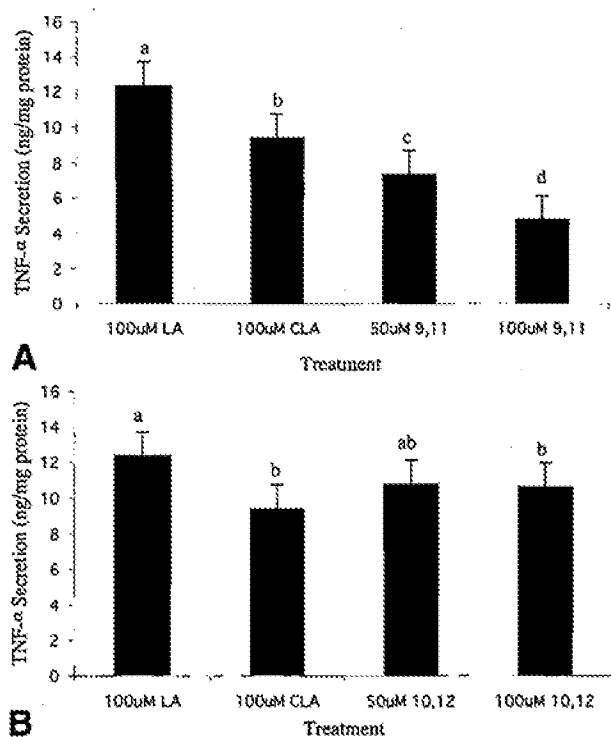 16
14
12
10
8
6
4
2
0
TNF-α Secretion (ng/mg protein)
a
b
c
d
100uM LA 100uM CLA 50uM 9,11 100uM 9,11
Treatment
A
16
14
12
10
8
6
4
2
0
TNF-α Secretion (ng/mg protein)
a
b
ab
b
100uM LA 100uM CLA 50uM 10,12 100uM 10,12
Treatment
B